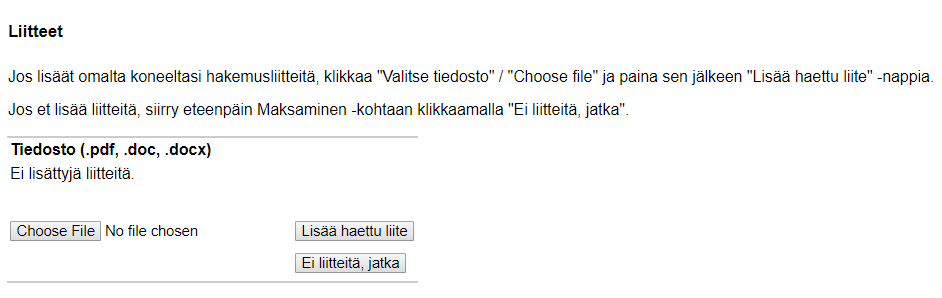 Liitteet
Jos lisäät omalta koneeltasi hakemusliitteitä, klikkaa "Valitse tiedosto" / "Choose file" ja paina sen jälkeen "Lisää haettu liite" -nappia.
Jos et lisää liitteitä, siirry eteenpäin Maksaminen -kohtaan klikkaamalla "Ei liitteitä, jatka".
Tiedosto (.pdf, .doc, .docx)
Ei lisättyjä liitteitä.
Choose File No file chosen Lisää haettu liite
Ei liitteitä, jatka